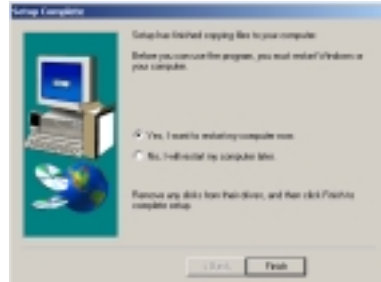 Setup Complete
Setup has finished copying files to your computer.
Before you can use the program, you must restart Windows or
your computer.
Yes, I want to restart my computer now.
No, I will restart my computer later.
Remove any disks from their drives, and then click Finish to
complete setup.
< Back
Finish